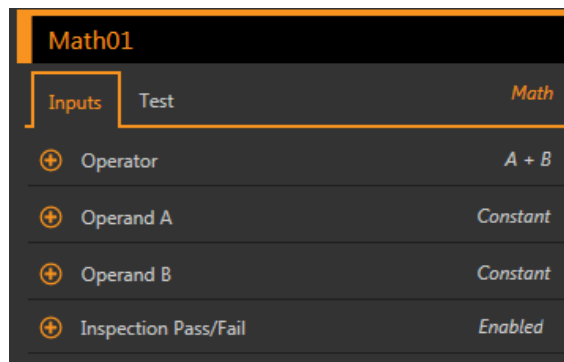 Math01
Inputs Test Math
Operator A + B
Operand A Constant
Operand B Constant
Inspection Pass/Fail Enabled